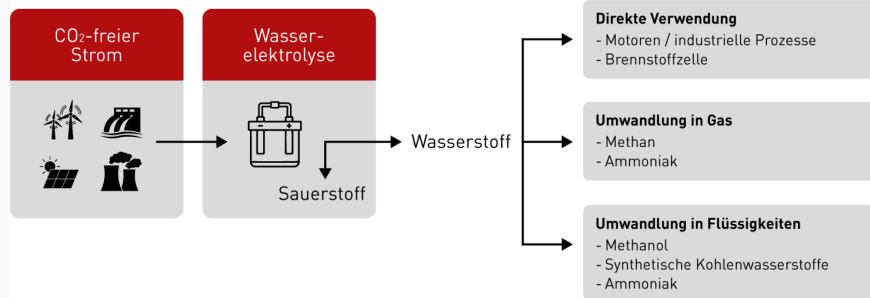 CO₂-freier
Strom
Wasser-
elektrolyse
- +
Sauerstoff
Wasserstoff
Direkte Verwendung
- Motoren / industrielle Prozesse
- Brennstoffzelle
Umwandlung in Gas
- Methan
- Ammoniak
Umwandlung in Flüssigkeiten
- Methanol
- Synthetische Kohlenwasserstoffe
- Ammoniak